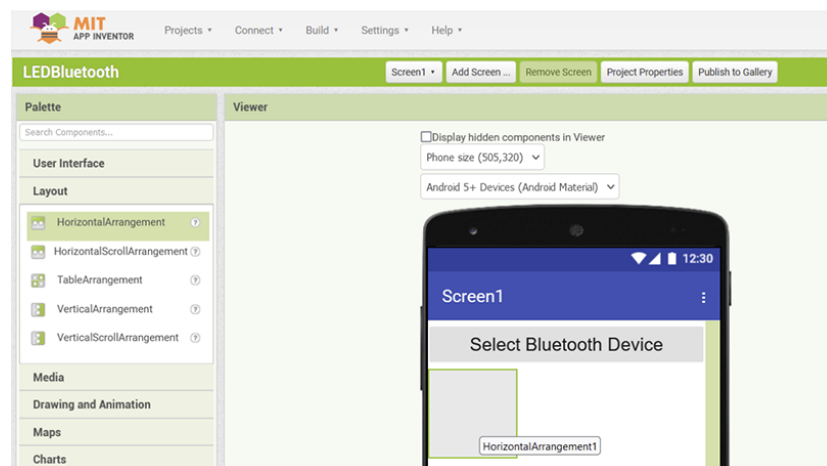 MIT
APP INVENTOR
Projects Connect Build Settings Help
LEDBluetooth
Screen1 Add Screen ... Remove Screen Project Properties Publish to Gallery
Palette
Search Components...
User Interface
Layout
HorizontalArrangement ?
HorizontalScrollArrangement ?
TableArrangement ?
VerticalArrangement ?
VerticalScrollArrangement ?
Media
Drawing and Animation
Maps
Charts
Viewer
Display hidden components in Viewer
Phone size (505,320)
Android 5+ Devices (Android Material)
12:30
Screen1
Select Bluetooth Device
HorizontalArrangement1